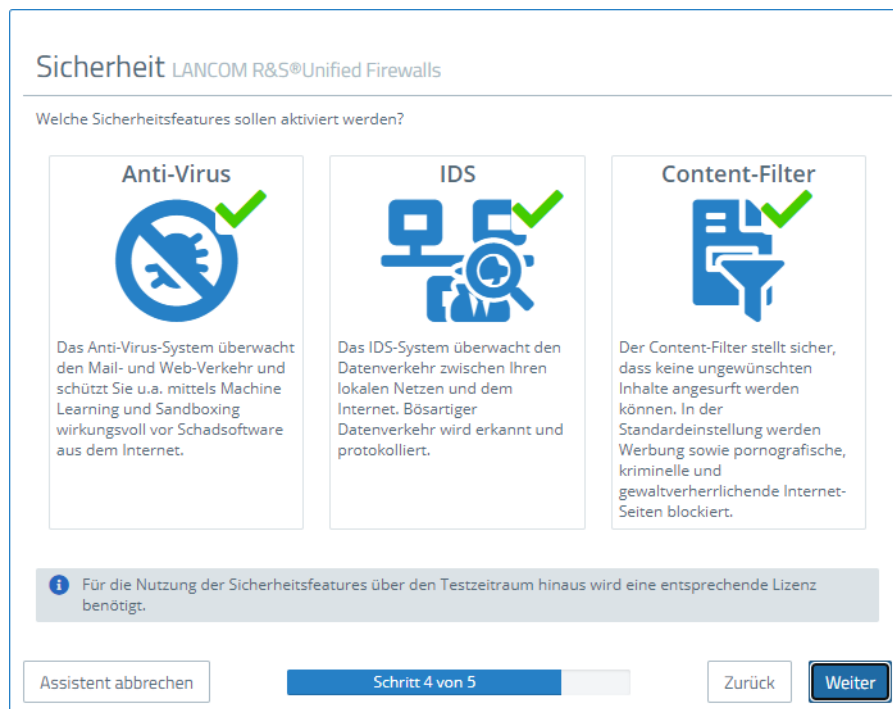 Sicherheit LANCOM R&S®Unified Firewalls
Welche Sicherheitsfeatures sollen aktiviert werden?
Anti-Virus
Das Anti-Virus-System überwacht
den Mail- und Web-Verkehr und
schützt Sie u.a. mittels Machine
Learning und Sandboxing
wirkungsvoll vor Schadsoftware
aus dem Internet.
IDS
Das IDS-System überwacht den
Datenverkehr zwischen Ihren
lokalen Netzen und dem
Internet. Bösartiger
Datenverkehr wird erkannt und
protokolliert.
Content-Filter
Der Content-Filter stellt sicher,
dass keine ungewünschten
Inhalte angesurft werden
können. In der
Standardeinstellung werden
Werbung sowie pornografische,
kriminelle und
gewaltverherrlichende Internet-
Seiten blockiert.
Für die Nutzung der Sicherheitsfeatures über den Testzeitraum hinaus wird eine entsprechende Lizenz
benötigt.
Assistent abbrechen
Schritt 4 von 5
Zurück
Weiter